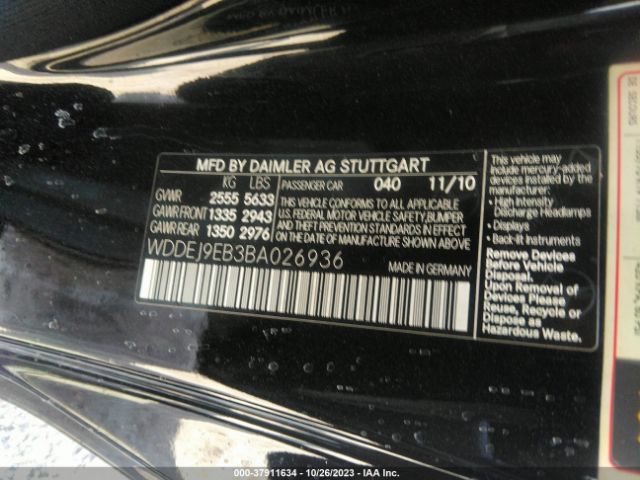 MFD BY DAIMLER AG STUTTGART
KG LBS
GVWR 2555 5633
GAWR FRONT 1335 2943
GAWR REAR 1350 2976
PASSENGER CAR 040 11/10
THIS VEHICLE CONFORMS TO ALL APPLICABLE
U.S. FEDERAL MOTOR VEHICLE SAFETY, BUMPER
AND THEFT PREVENTION STANDARDS IN
EFFECT ON THE DATE OF
MANUFACTURE SHOWN ABOVE.
WDDEJ9EB3BA026936
MADE IN GERMANY
This vehicle may
include mercury-added
devices installed by the
manufacturer:
• High Intensity
Discharge Headlamps
• Displays
• Back-lit Instruments
Remove Devices
Before Vehicle
Disposal.
Upon Removal
of Devices Please
Reuse, Recycle or
Dispose as
Hazardous Waste.
000-37911634 - 10/26/2023 - IAA Inc.